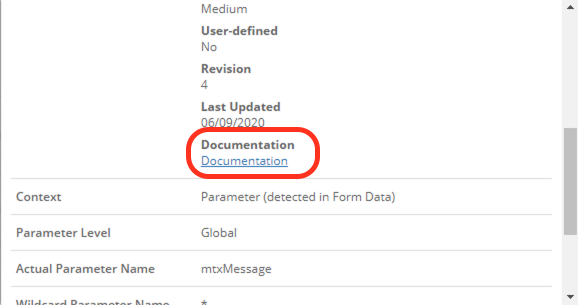 Medium
User-defined
No
Revision
4
Last Updated
06/09/2020
Documentation
Documentation
Context Parameter (detected in Form Data)
Parameter Level Global
Actual Parameter Name mtxMessage
Wildcard Parameter Name *